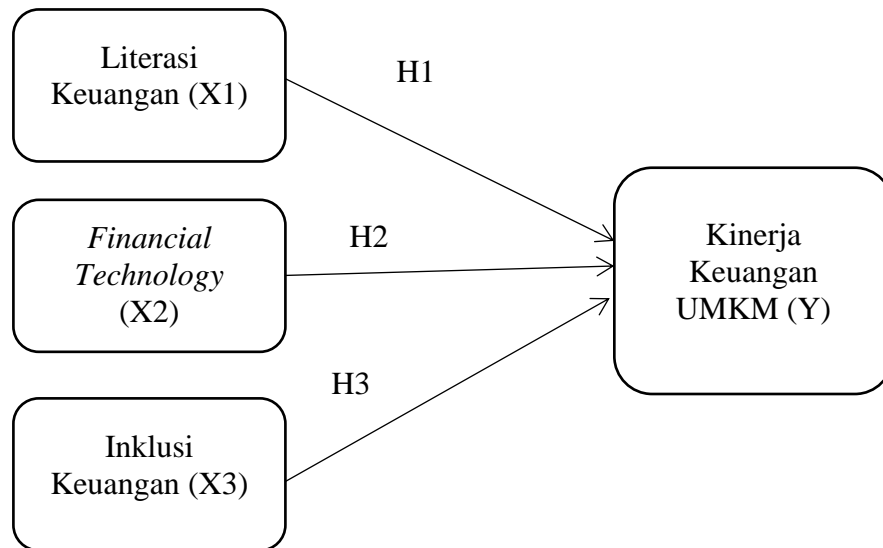 Literasi
Keuangan (X1)
H1
Financial
Technology
(X2)
H2
Kinerja
Keuangan
UMKM (Y)
H3
Inklusi
Keuangan (X3)